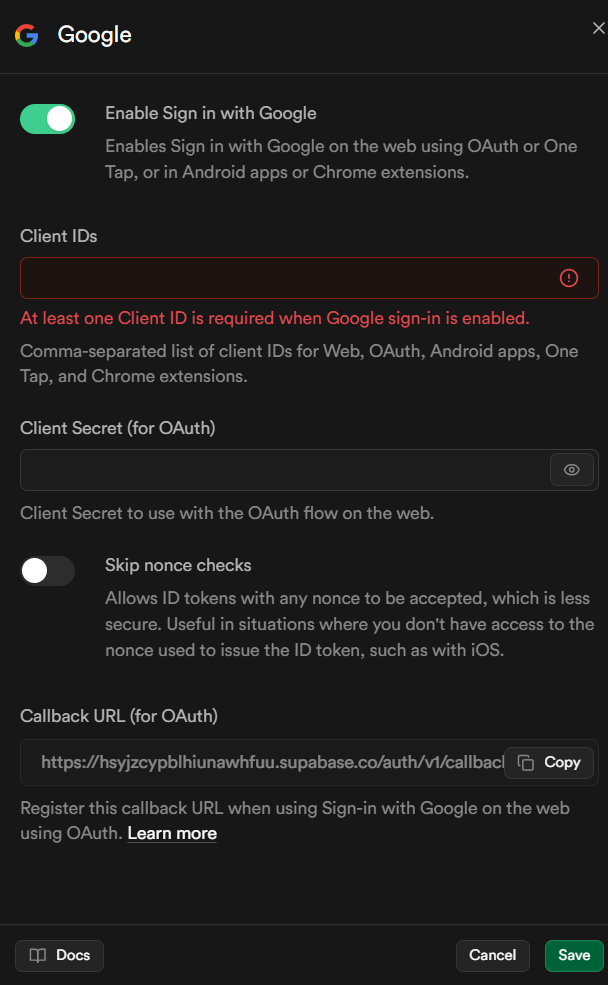 Google
Enable Sign in with Google
Enables Sign in with Google on the web using OAuth or One
Tap, or in Android apps or Chrome extensions.
Client IDs
At least one Client ID is required when Google sign-in is enabled.
Comma-separated list of client IDs for Web, OAuth, Android apps, One
Tap, and Chrome extensions.
Client Secret (for OAuth)
Client Secret to use with the OAuth flow on the web.
Skip nonce checks
Allows ID tokens with any nonce to be accepted, which is less
secure. Useful in situations where you don't have access to the
nonce used to issue the ID token, such as with iOS.
Callback URL (for OAuth)
https://hsyjzcypblhiunawhfuu.supabase.co/auth/v1/callbac Copy
Register this callback URL when using Sign-in with Google on the web
using OAuth. Learn more
Docs Cancel Save